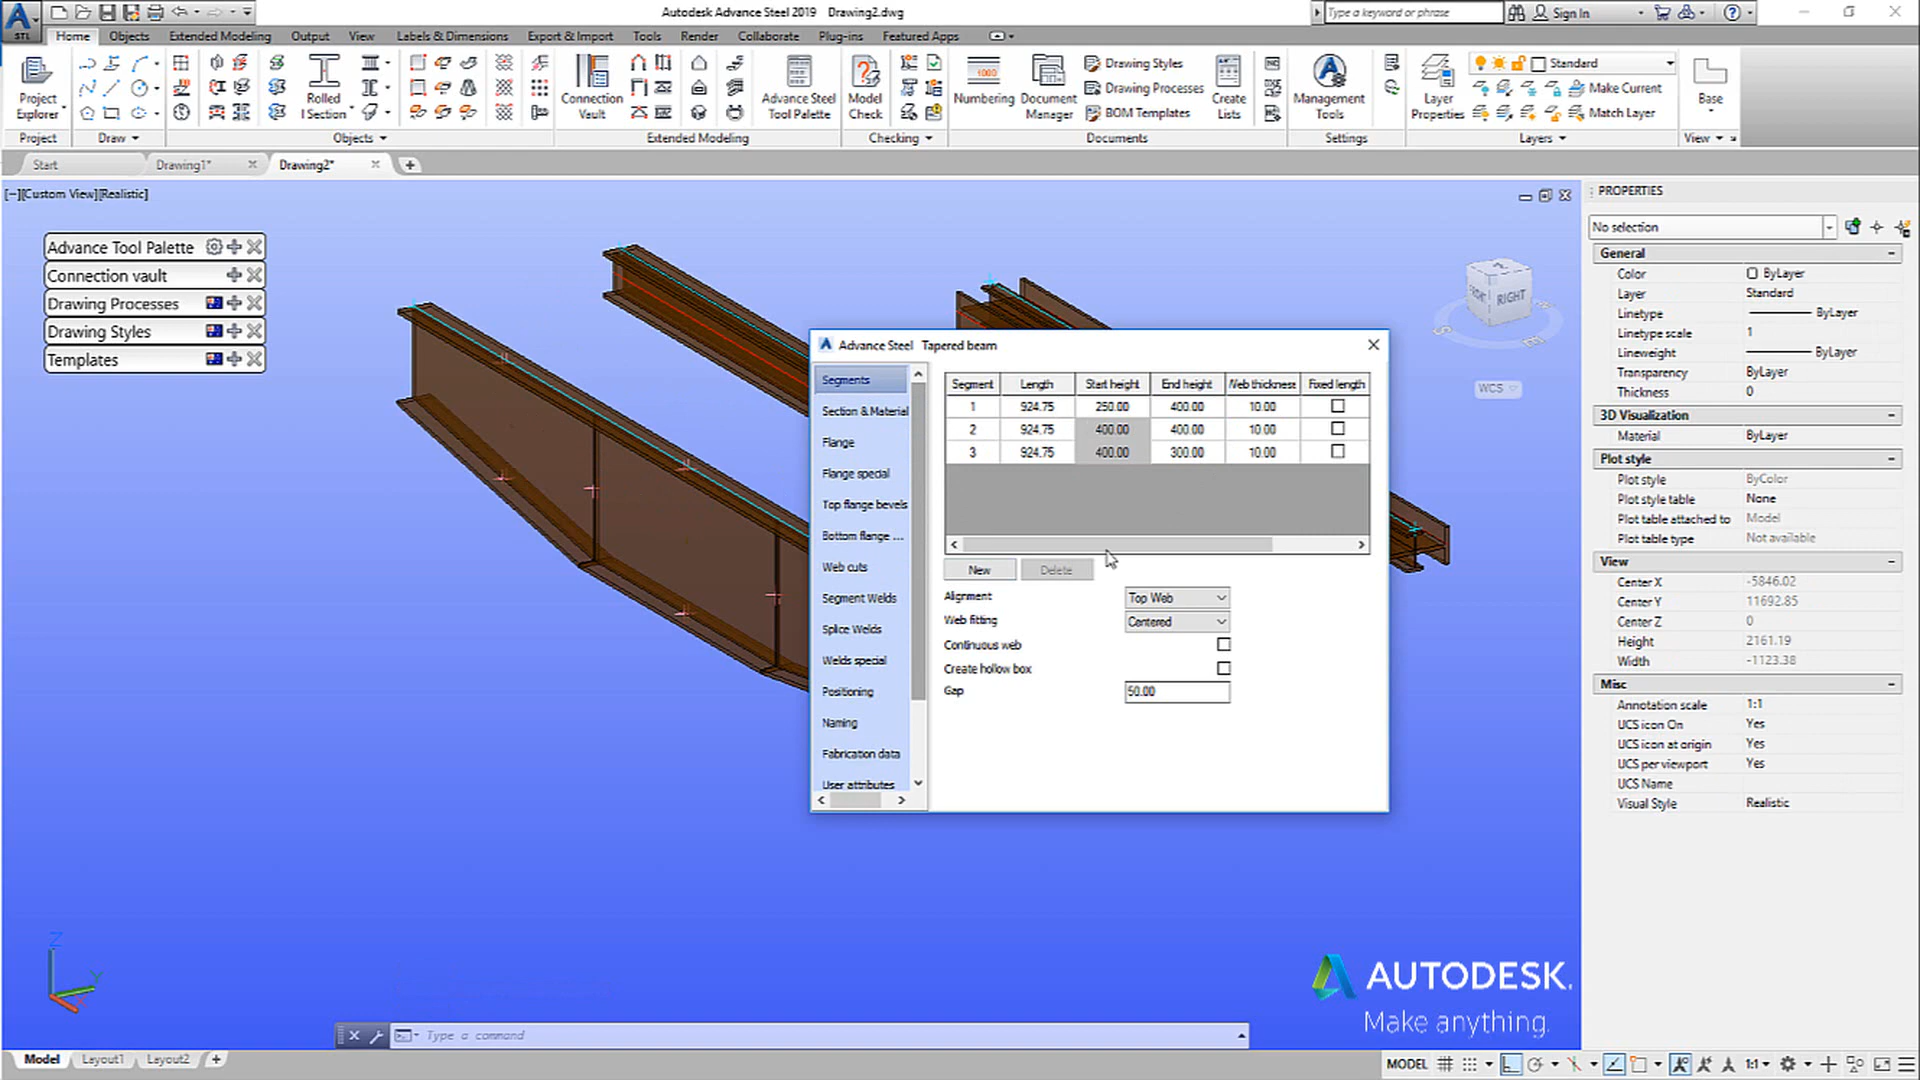 Autodesk Advance Steel 2019 Drawing2.dwg
Type a keyword or phrase
Sign In
STL
Home Objects Extended Modeling Output View Labels & Dimensions Export & Import Tools Render Collaborate Plug-ins Featured Apps
Project Explorer
Rolled I Section
Connection Vault
Advance Steel Tool Palette
Model Check
Numbering
Document Manager
Drawing Styles
Drawing Processes
BOM Templates
Create Lists
Management Tools
Layer Properties
Standard
Make Current
Match Layer
Base
Project Draw Objects Extended Modeling Checking Documents Settings Layers View
Start Drawing1* Drawing2*
[−][Custom View][Realistic]
Advance Tool Palette
Connection vault
Drawing Processes
Drawing Styles
Templates
FRONT RIGHT
WCS
Advance Steel Tapered beam
Segments
Section & Material
Flange
Flange special
Top flange bevels
Bottom flange ...
Web cuts
Segment Welds
Splice Welds
Welds special
Positioning
Naming
Fabrication data
User attributes
Segment Length Start height End height Web thickness Fixed length
1 924.75 250.00 400.00 10.00
2 924.75 400.00 400.00 10.00
3 924.75 400.00 300.00 10.00
New Delete
Alignment Top Web
Web fitting Centered
Continuous web
Create hollow box
Gap 50.00
PROPERTIES
No selection
General
Color ByLayer
Layer Standard
Linetype ByLayer
Linetype scale 1
Lineweight ByLayer
Transparency ByLayer
Thickness 0
3D Visualization
Material ByLayer
Plot style
Plot style ByColor
Plot style table None
Plot table attached to Model
Plot table type Not available
View
Center X -5846.02
Center Y 11692.85
Center Z 0
Height 2161.19
Width -1123.38
Misc
Annotation scale 1:1
UCS icon On Yes
UCS icon at origin Yes
UCS per viewport Yes
UCS Name
Visual Style Realistic
Z
Y
X
AUTODESK.
Make anything.
Type a command
Model Layout1 Layout2
MODEL 1:1